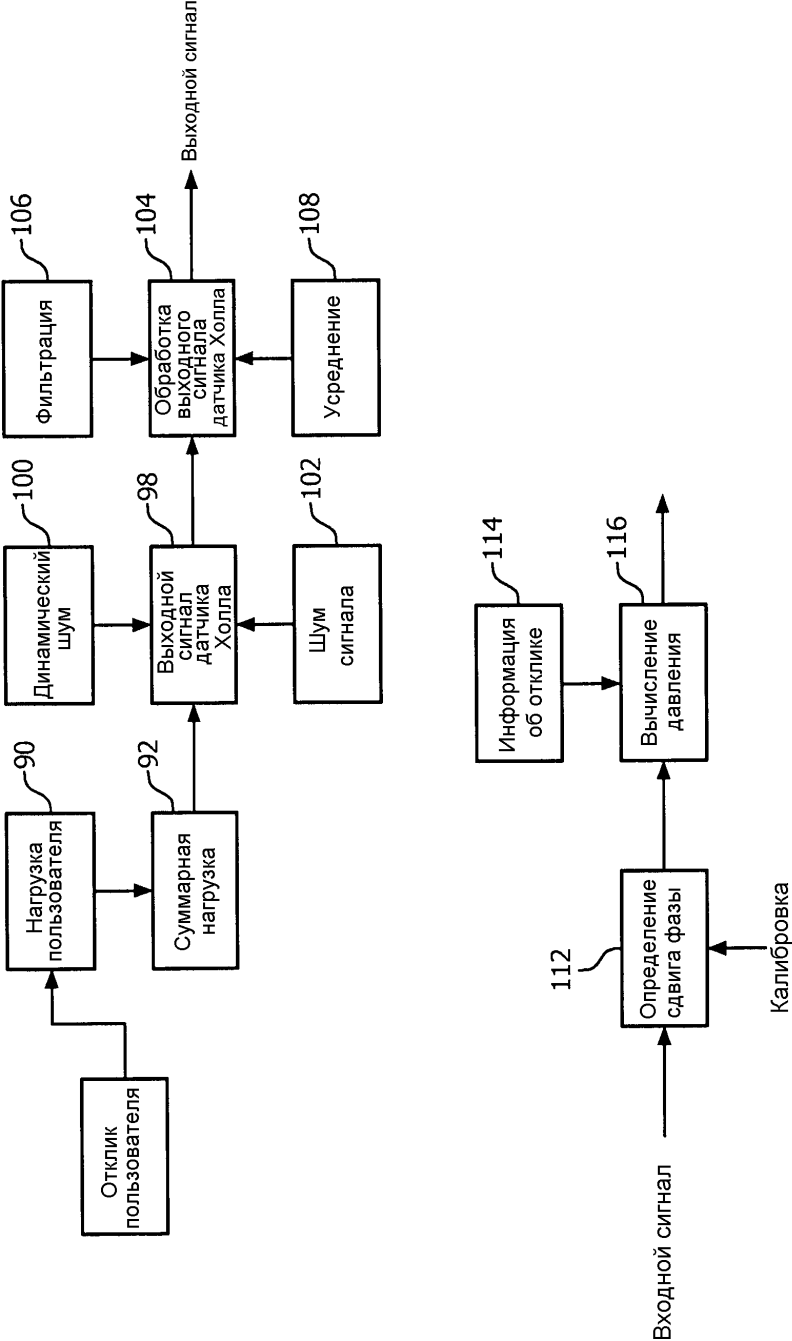 Отклик
пользователя
90
Нагрузка
пользователя
92
Суммарная
нагрузка
100
Динамический
шум
98
Выходной
сигнал
датчика
Холла
102
Шум
сигнала
106
Фильтрация
104
Обработка
выходного
сигнала
датчика Холла
108
Усреднение
Выходной сигнал
Входной сигнал
112
Определение
сдвига фазы
Калибровка
114
Информация
об отклике
116
Вычисление
давления